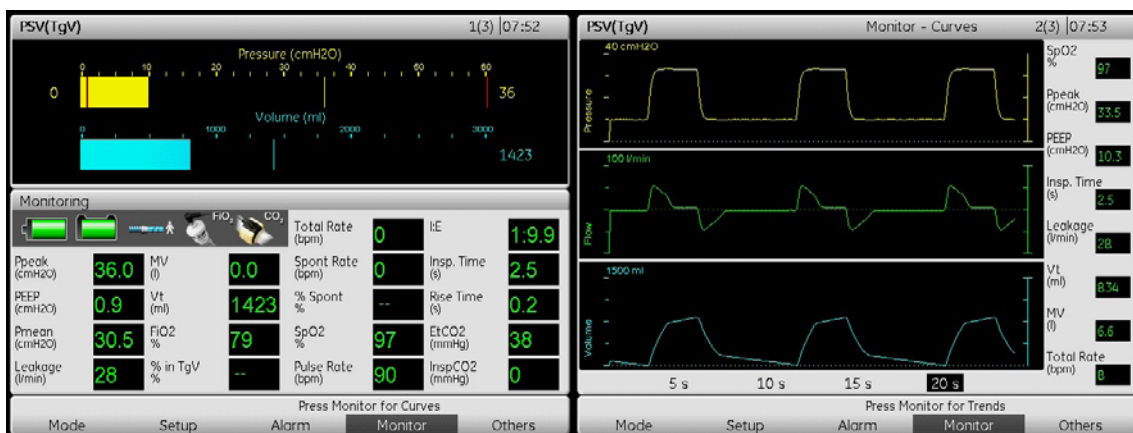 PSV(TgV) 1(3) |07:52
Pressure (cmH2O)
0 10 20 30 40 50 60
0 36
Volume (ml)
0 1000 2000 3000
1423
Monitoring
FiO2 CO2
Total Rate (bpm) 0 I:E 1:9.9
Ppeak (cmH2O) 36.0 MV (l) 0.0 Spont Rate (bpm) 0 Insp. Time (s) 2.5
PEEP (cmH2O) 0.9 Vt (ml) 1423 % Spont % -- Rise Time (s) 0.2
Pmean (cmH2O) 30.5 FiO2 % 79 SpO2 % 97 EtCO2 (mmHg) 38
Leakage (l/min) 28 % in TgV % -- Pulse Rate (bpm) 90 InspCO2 (mmHg) 0
Press Monitor for Curves
Mode Setup Alarm Monitor Others
PSV(TgV) Monitor - Curves 2(3) |07:53
40 cmH2O
Pressure
100 l/min
Flow
1500 ml
Volume
5 s 10 s 15 s 20 s
SpO2
% 97
Ppeak
(cmH2O) 33.5
PEEP
(cmH2O) 10.3
Insp. Time
(s) 2.5
Leakage
(l/min) 28
Vt
(ml) 834
MV
(l) 6.6
Total Rate
(bpm) 8
Press Monitor for Trends
Mode Setup Alarm Monitor Others